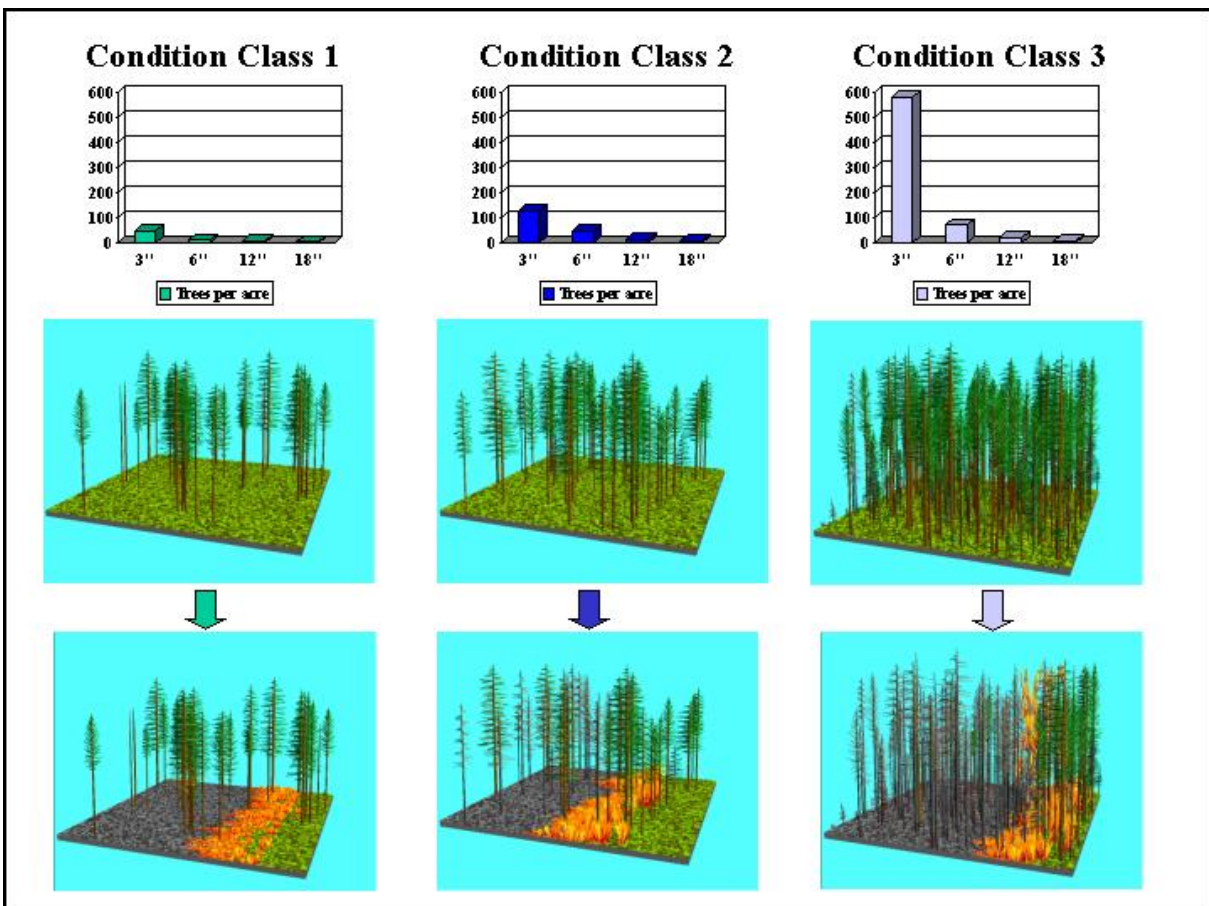 Condition Class 1
600
500
400
300
200
100
0
3" 6" 12" 18"
Trees per acre
Condition Class 2
600
500
400
300
200
100
0
3" 6" 12" 18"
Trees per acre
Condition Class 3
600
500
400
300
200
100
0
3" 6" 12" 18"
Trees per acre